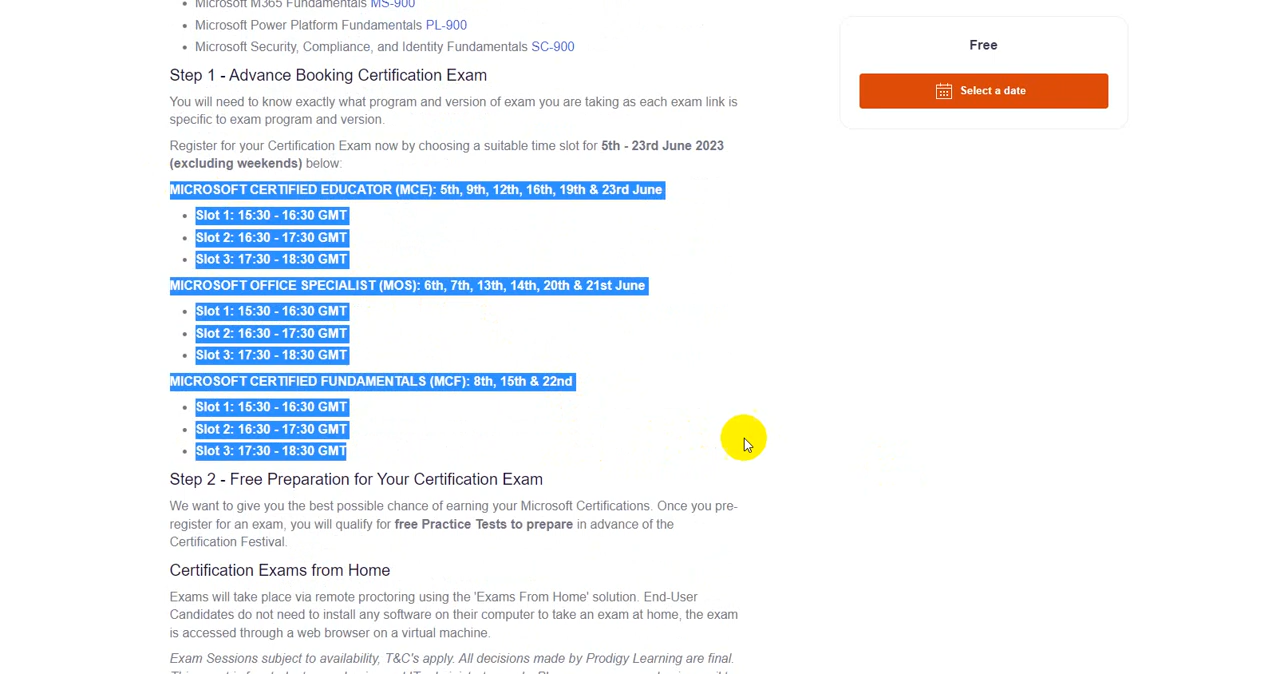 Microsoft M365 Fundamentals MS-900
Microsoft Power Platform Fundamentals PL-900
Microsoft Security, Compliance, and Identity Fundamentals SC-900
Step 1 - Advance Booking Certification Exam
You will need to know exactly what program and version of exam you are taking as each exam link is
specific to exam program and version.
Register for your Certification Exam now by choosing a suitable time slot for 5th - 23rd June 2023
(excluding weekends) below:
MICROSOFT CERTIFIED EDUCATOR (MCE): 5th, 9th, 12th, 16th, 19th & 23rd June
Slot 1: 15:30 - 16:30 GMT
Slot 2: 16:30 - 17:30 GMT
Slot 3: 17:30 - 18:30 GMT
MICROSOFT OFFICE SPECIALIST (MOS): 6th, 7th, 13th, 14th, 20th & 21st June
Slot 1: 15:30 - 16:30 GMT
Slot 2: 16:30 - 17:30 GMT
Slot 3: 17:30 - 18:30 GMT
MICROSOFT CERTIFIED FUNDAMENTALS (MCF): 8th, 15th & 22nd
Slot 1: 15:30 - 16:30 GMT
Slot 2: 16:30 - 17:30 GMT
Slot 3: 17:30 - 18:30 GMT
Step 2 - Free Preparation for Your Certification Exam
We want to give you the best possible chance of earning your Microsoft Certifications. Once you pre-
register for an exam, you will qualify for free Practice Tests to prepare in advance of the
Certification Festival.
Certification Exams from Home
Exams will take place via remote proctoring using the 'Exams From Home' solution. End-User
Candidates do not need to install any software on their computer to take an exam at home, the exam
is accessed through a web browser on a virtual machine.
Exam Sessions subject to availability, T&C's apply. All decisions made by Prodigy Learning are final.
Free
Select a date